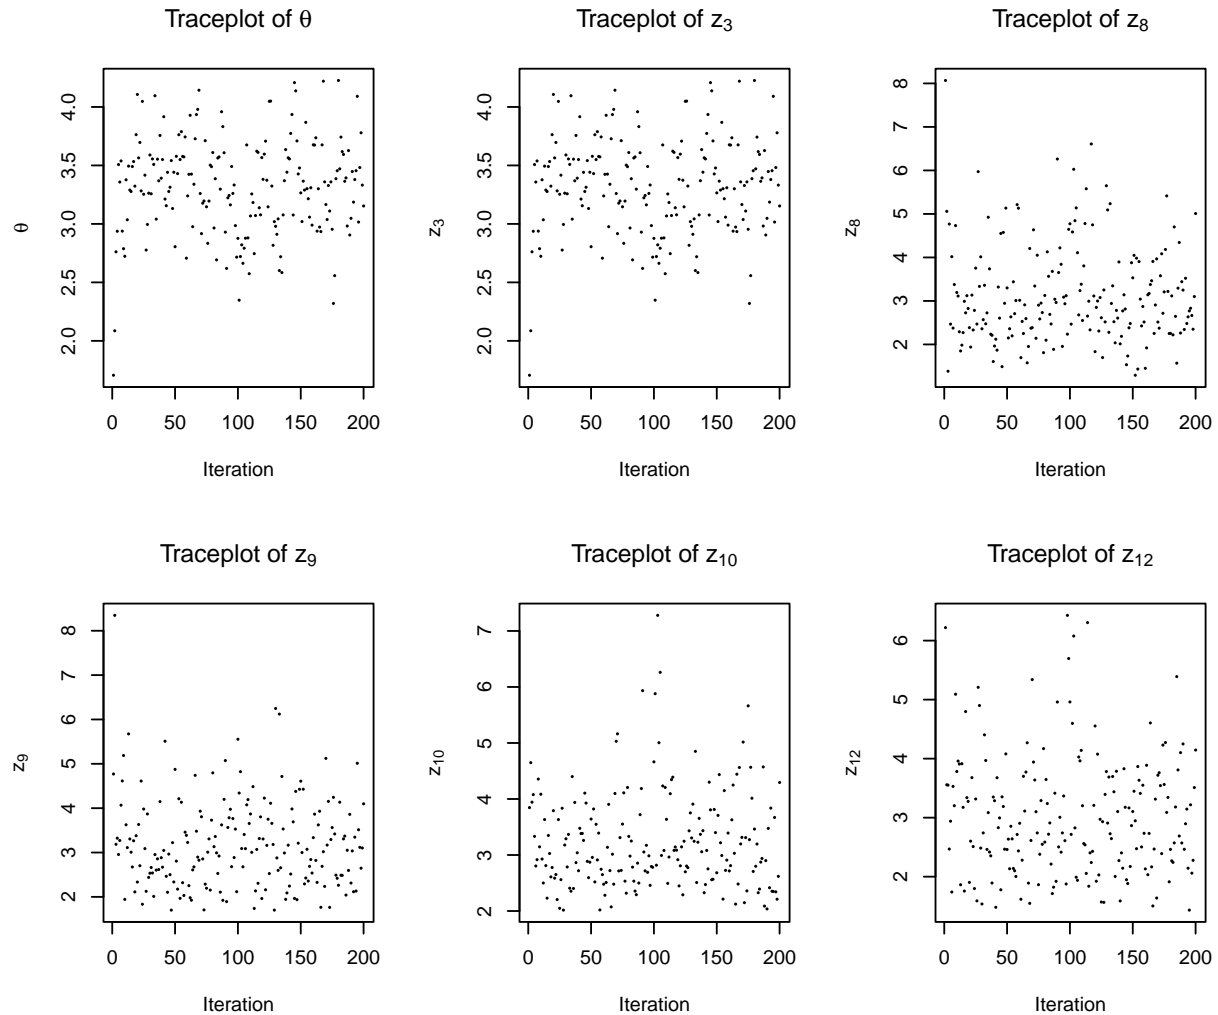 Traceplot of θ
θ
4.0
3.5
3.0
2.5
2.0
0 50 100 150 200
Iteration
Traceplot of z₃
z₃
4.0
3.5
3.0
2.5
2.0
0 50 100 150 200
Iteration
Traceplot of z₈
z₈
8
7
6
5
4
3
2
0 50 100 150 200
Iteration
Traceplot of z₉
z₉
8
7
6
5
4
3
2
0 50 100 150 200
Iteration
Traceplot of z₁₀
z₁₀
7
6
5
4
3
2
0 50 100 150 200
Iteration
Traceplot of z₁₂
z₁₂
6
5
4
3
2
0 50 100 150 200
Iteration